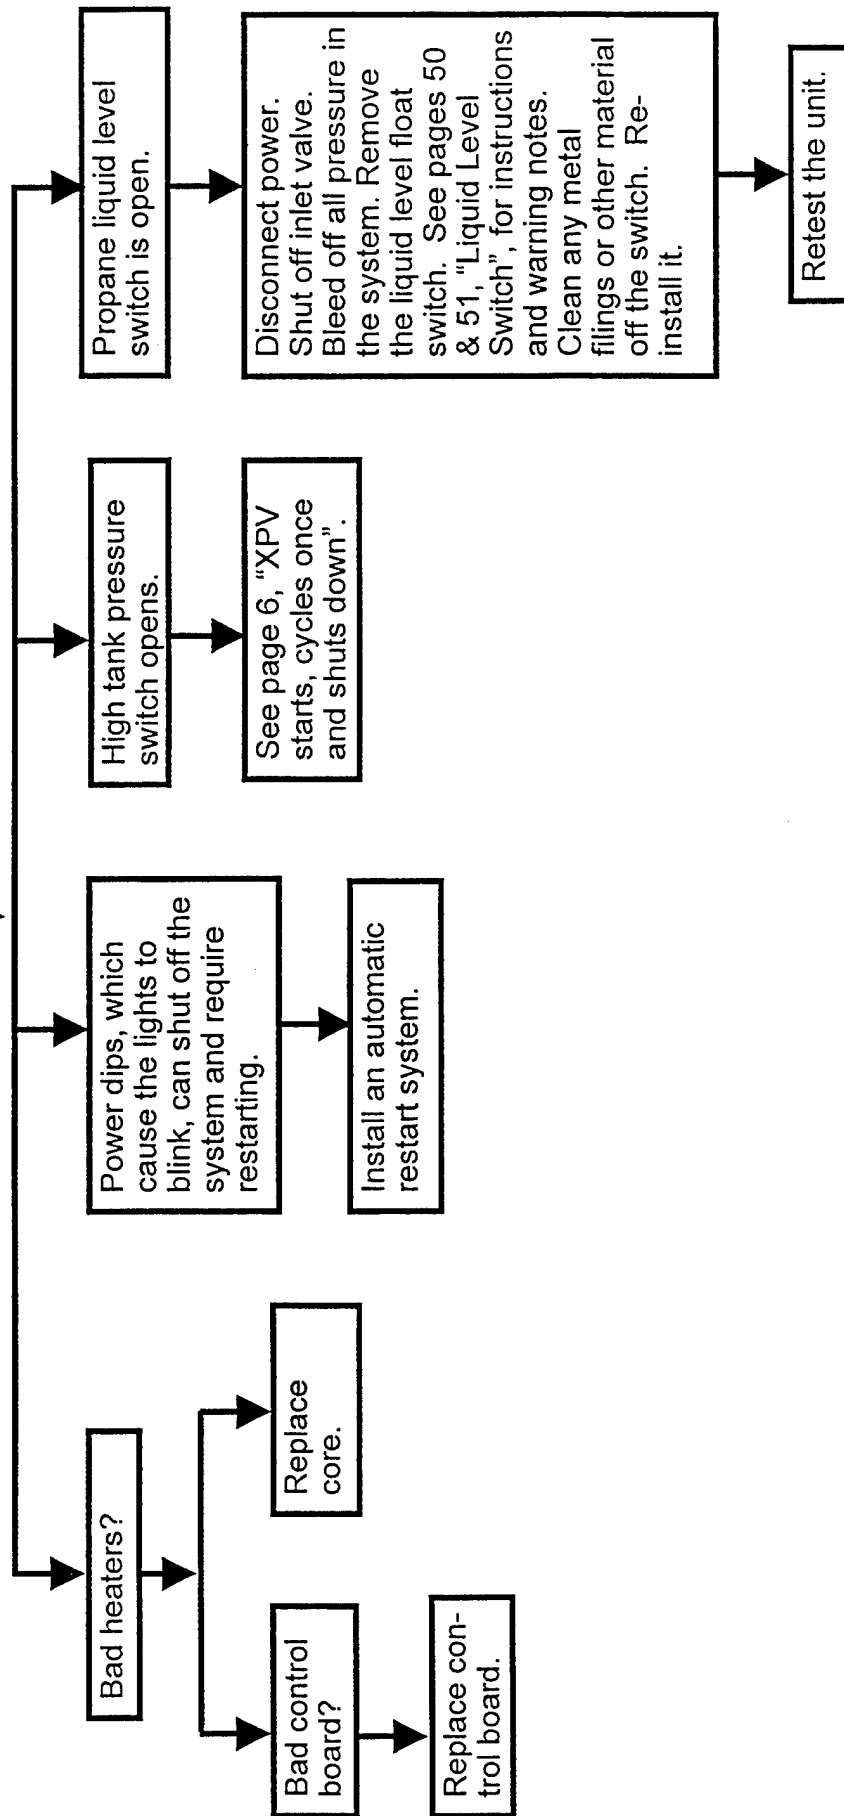 Bad heaters?
Bad control
board?
Replace con-
trol board.
Replace
core.
Power dips, which
cause the lights to
blink, can shut off the
system and require
restarting.
Install an automatic
restart system.
High tank pressure
switch opens.
See page 6, “XPV
starts, cycles once
and shuts down”.
Propane liquid level
switch is open.
Disconnect power.
Shut off inlet valve.
Bleed off all pressure in
the system. Remove
the liquid level float
switch. See pages 50
& 51, “Liquid Level
Switch”, for instructions
and warning notes.
Clean any metal
filings or other material
off the switch. Re-
install it.
Retest the unit.